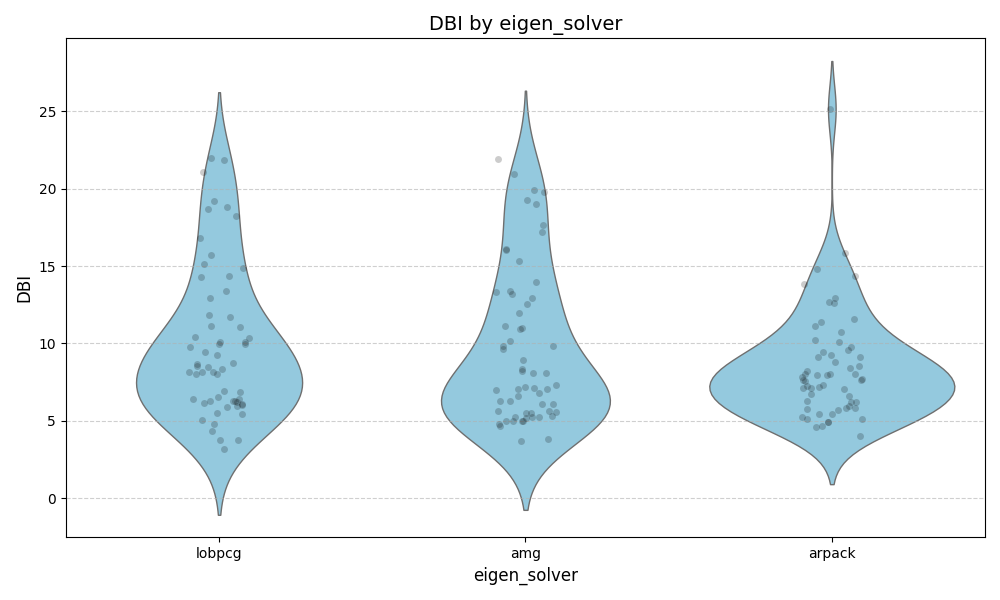 DBI by eigen_solver
25
20
15
10
5
0
DBI
lobpcg
amg
arpack
eigen_solver